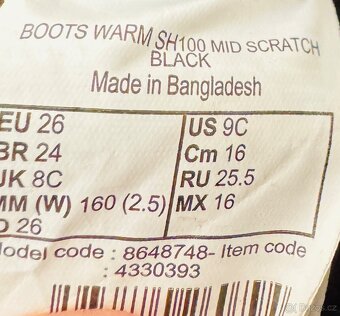 BOOTS WARM SH100 MID SCRATCH
BLACK
Made in Bangladesh
EU 26 US 9C
BR 24 Cm 16
UK 8C RU 25.5
MM (W) 160 (2.5) MX 16
D 26
Model code : 8648748- Item code
: 4330393